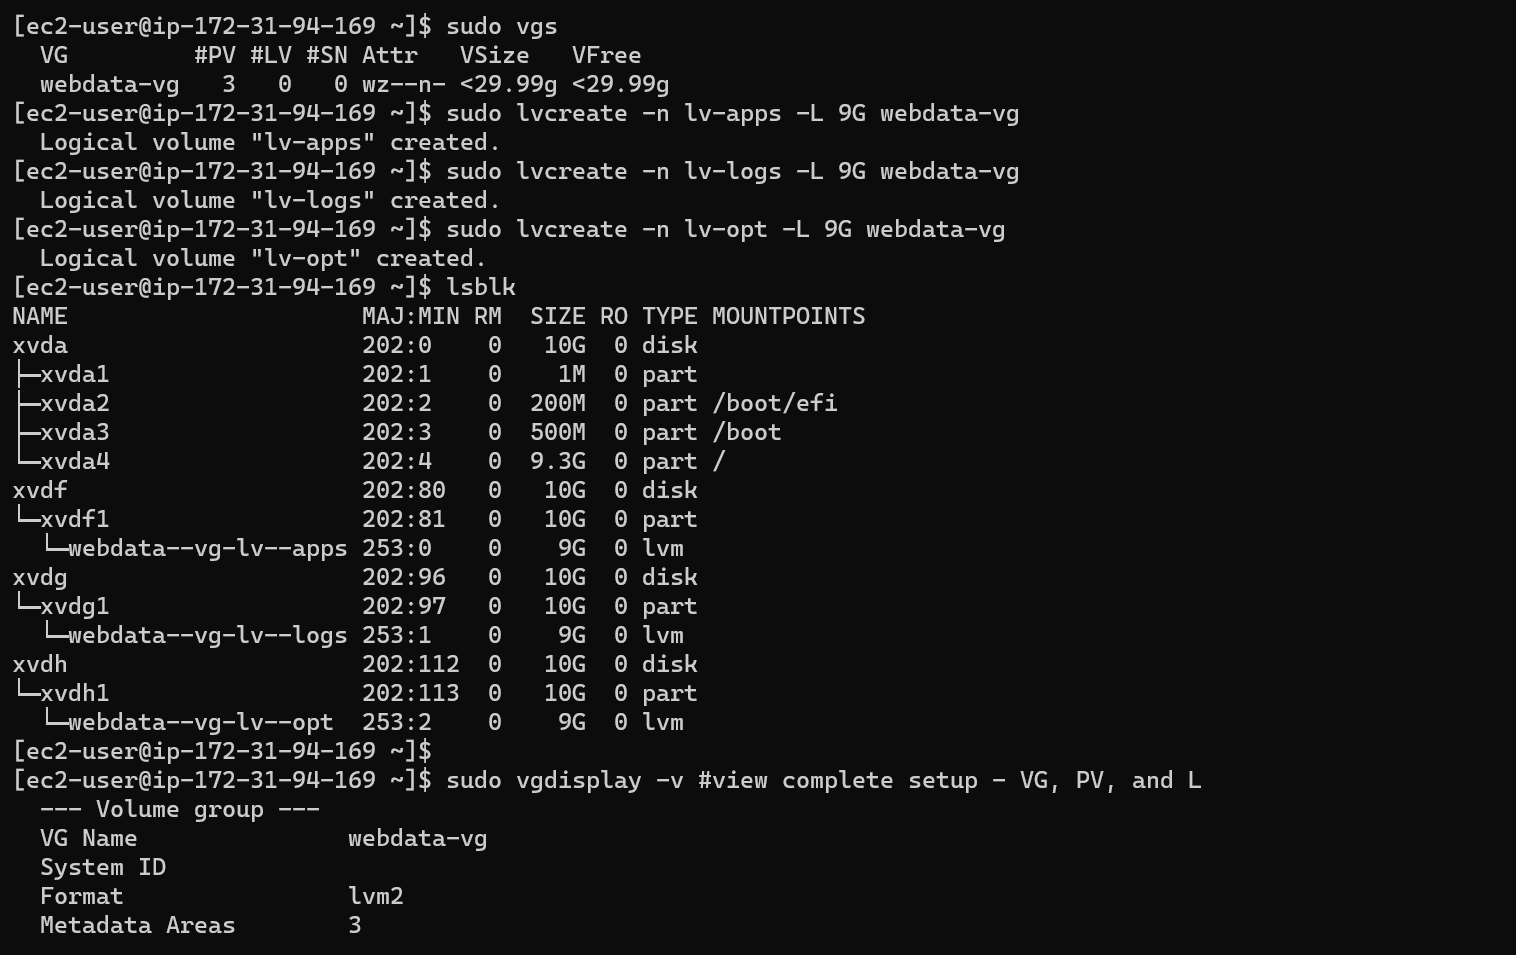 [ec2-user@ip-172-31-94-169 ~]$ sudo vgs
  VG         #PV #LV #SN Attr   VSize   VFree
  webdata-vg   3   0   0 wz--n- <29.99g <29.99g
[ec2-user@ip-172-31-94-169 ~]$ sudo lvcreate -n lv-apps -L 9G webdata-vg
  Logical volume "lv-apps" created.
[ec2-user@ip-172-31-94-169 ~]$ sudo lvcreate -n lv-logs -L 9G webdata-vg
  Logical volume "lv-logs" created.
[ec2-user@ip-172-31-94-169 ~]$ sudo lvcreate -n lv-opt -L 9G webdata-vg
  Logical volume "lv-opt" created.
[ec2-user@ip-172-31-94-169 ~]$ lsblk
NAME                     MAJ:MIN RM  SIZE RO TYPE MOUNTPOINTS
xvda                     202:0    0   10G  0 disk
├─xvda1                  202:1    0    1M  0 part
├─xvda2                  202:2    0  200M  0 part /boot/efi
├─xvda3                  202:3    0  500M  0 part /boot
└─xvda4                  202:4    0  9.3G  0 part /
xvdf                     202:80   0   10G  0 disk
└─xvdf1                  202:81   0   10G  0 part
  └─webdata--vg-lv--apps 253:0    0    9G  0 lvm
xvdg                     202:96   0   10G  0 disk
└─xvdg1                  202:97   0   10G  0 part
  └─webdata--vg-lv--logs 253:1    0    9G  0 lvm
xvdh                     202:112  0   10G  0 disk
└─xvdh1                  202:113  0   10G  0 part
  └─webdata--vg-lv--opt  253:2    0    9G  0 lvm
[ec2-user@ip-172-31-94-169 ~]$
[ec2-user@ip-172-31-94-169 ~]$ sudo vgdisplay -v #view complete setup - VG, PV, and L
  --- Volume group ---
  VG Name               webdata-vg
  System ID
  Format                lvm2
  Metadata Areas        3